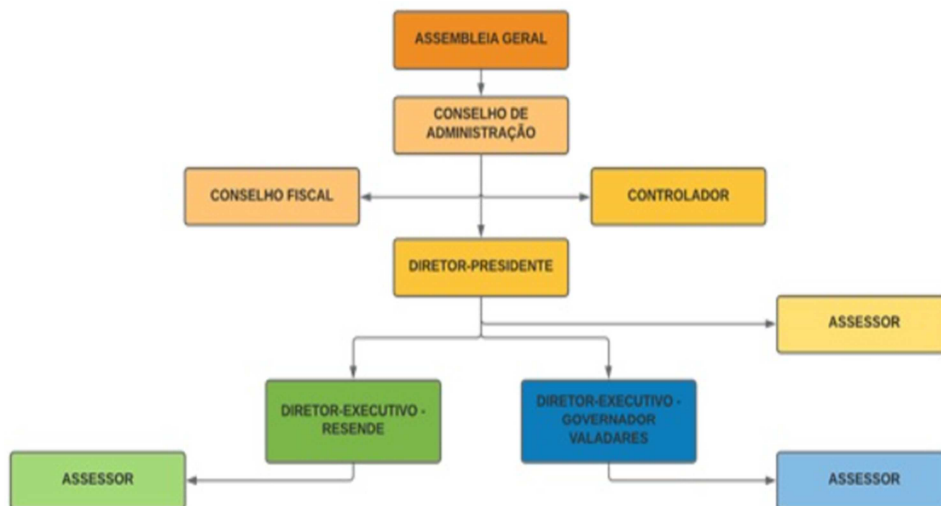 ASSEMBLEIA GERAL
CONSELHO DE
ADMINISTRAÇÃO
CONSELHO FISCAL
CONTROLADOR
DIRETOR-PRESIDENTE
ASSESSOR
DIRETOR-EXECUTIVO -
RESENDE
DIRETOR-EXECUTIVO -
GOVERNADOR
VALADARES
ASSESSOR
ASSESSOR